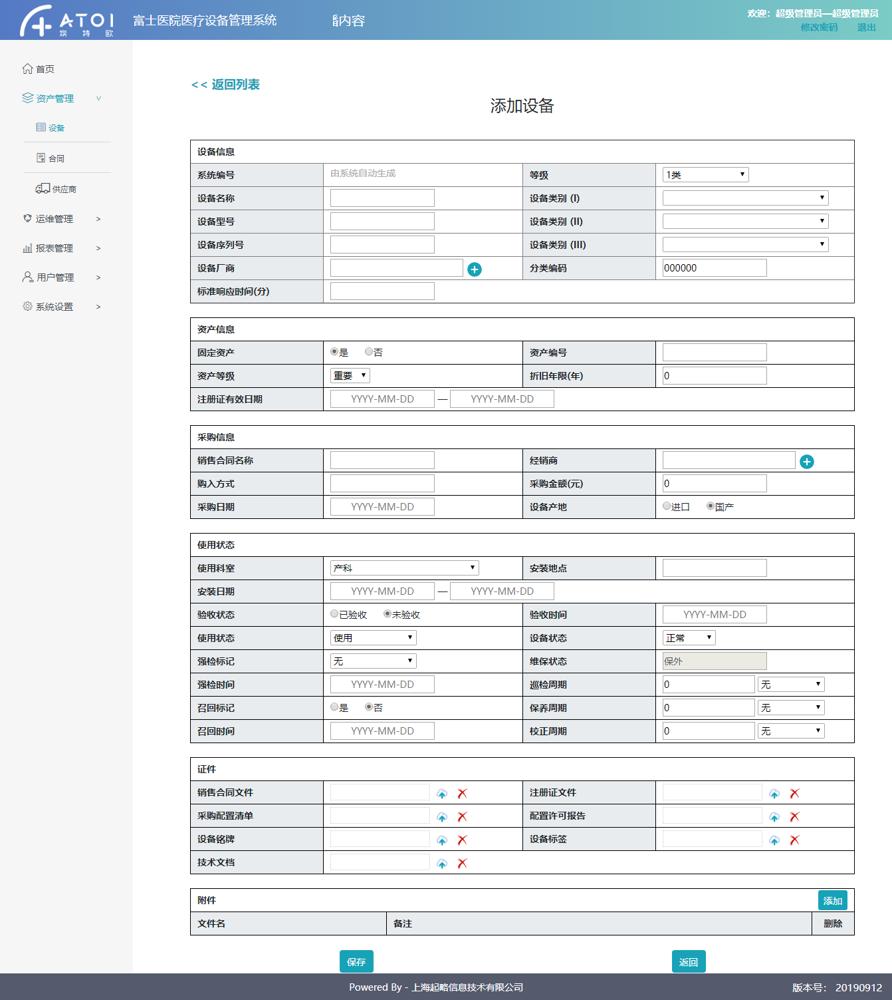 ATOI
埃特欧
富士医院医疗设备管理系统
内容
欢迎：超级管理员—超级管理员
修改密码 退出
首页
资产管理 v
设备
合同
供应商
运维管理 >
报表管理 >
用户管理 >
系统设置 >
<< 返回列表
添加设备
设备信息
系统编号 由系统自动生成 等级 1类
设备名称 设备类别 (I)
设备型号 设备类别 (II)
设备序列号 设备类别 (III)
设备厂商 分类编码 000000
标准响应时间(分)
资产信息
固定资产 是 否 资产编号
资产等级 重要 折旧年限(年) 0
注册证有效日期 YYYY-MM-DD — YYYY-MM-DD
采购信息
销售合同名称 经销商
购入方式 采购金额(元) 0
采购日期 YYYY-MM-DD 设备产地 进口 国产
使用状态
使用科室 产科 安装地点
安装日期 YYYY-MM-DD — YYYY-MM-DD
验收状态 已验收 未验收 验收时间 YYYY-MM-DD
使用状态 使用 设备状态 正常
强检标记 无 维保状态 保外
强检时间 YYYY-MM-DD 巡检周期 0 无
召回标记 是 否 保养周期 0 无
召回时间 YYYY-MM-DD 校正周期 0 无
证件
销售合同文件 注册证文件
采购配置清单 配置许可报告
设备铭牌 设备标签
技术文档
附件 添加
文件名 备注 删除
保存 返回
Powered By - 上海起略信息技术有限公司
版本号： 20190912